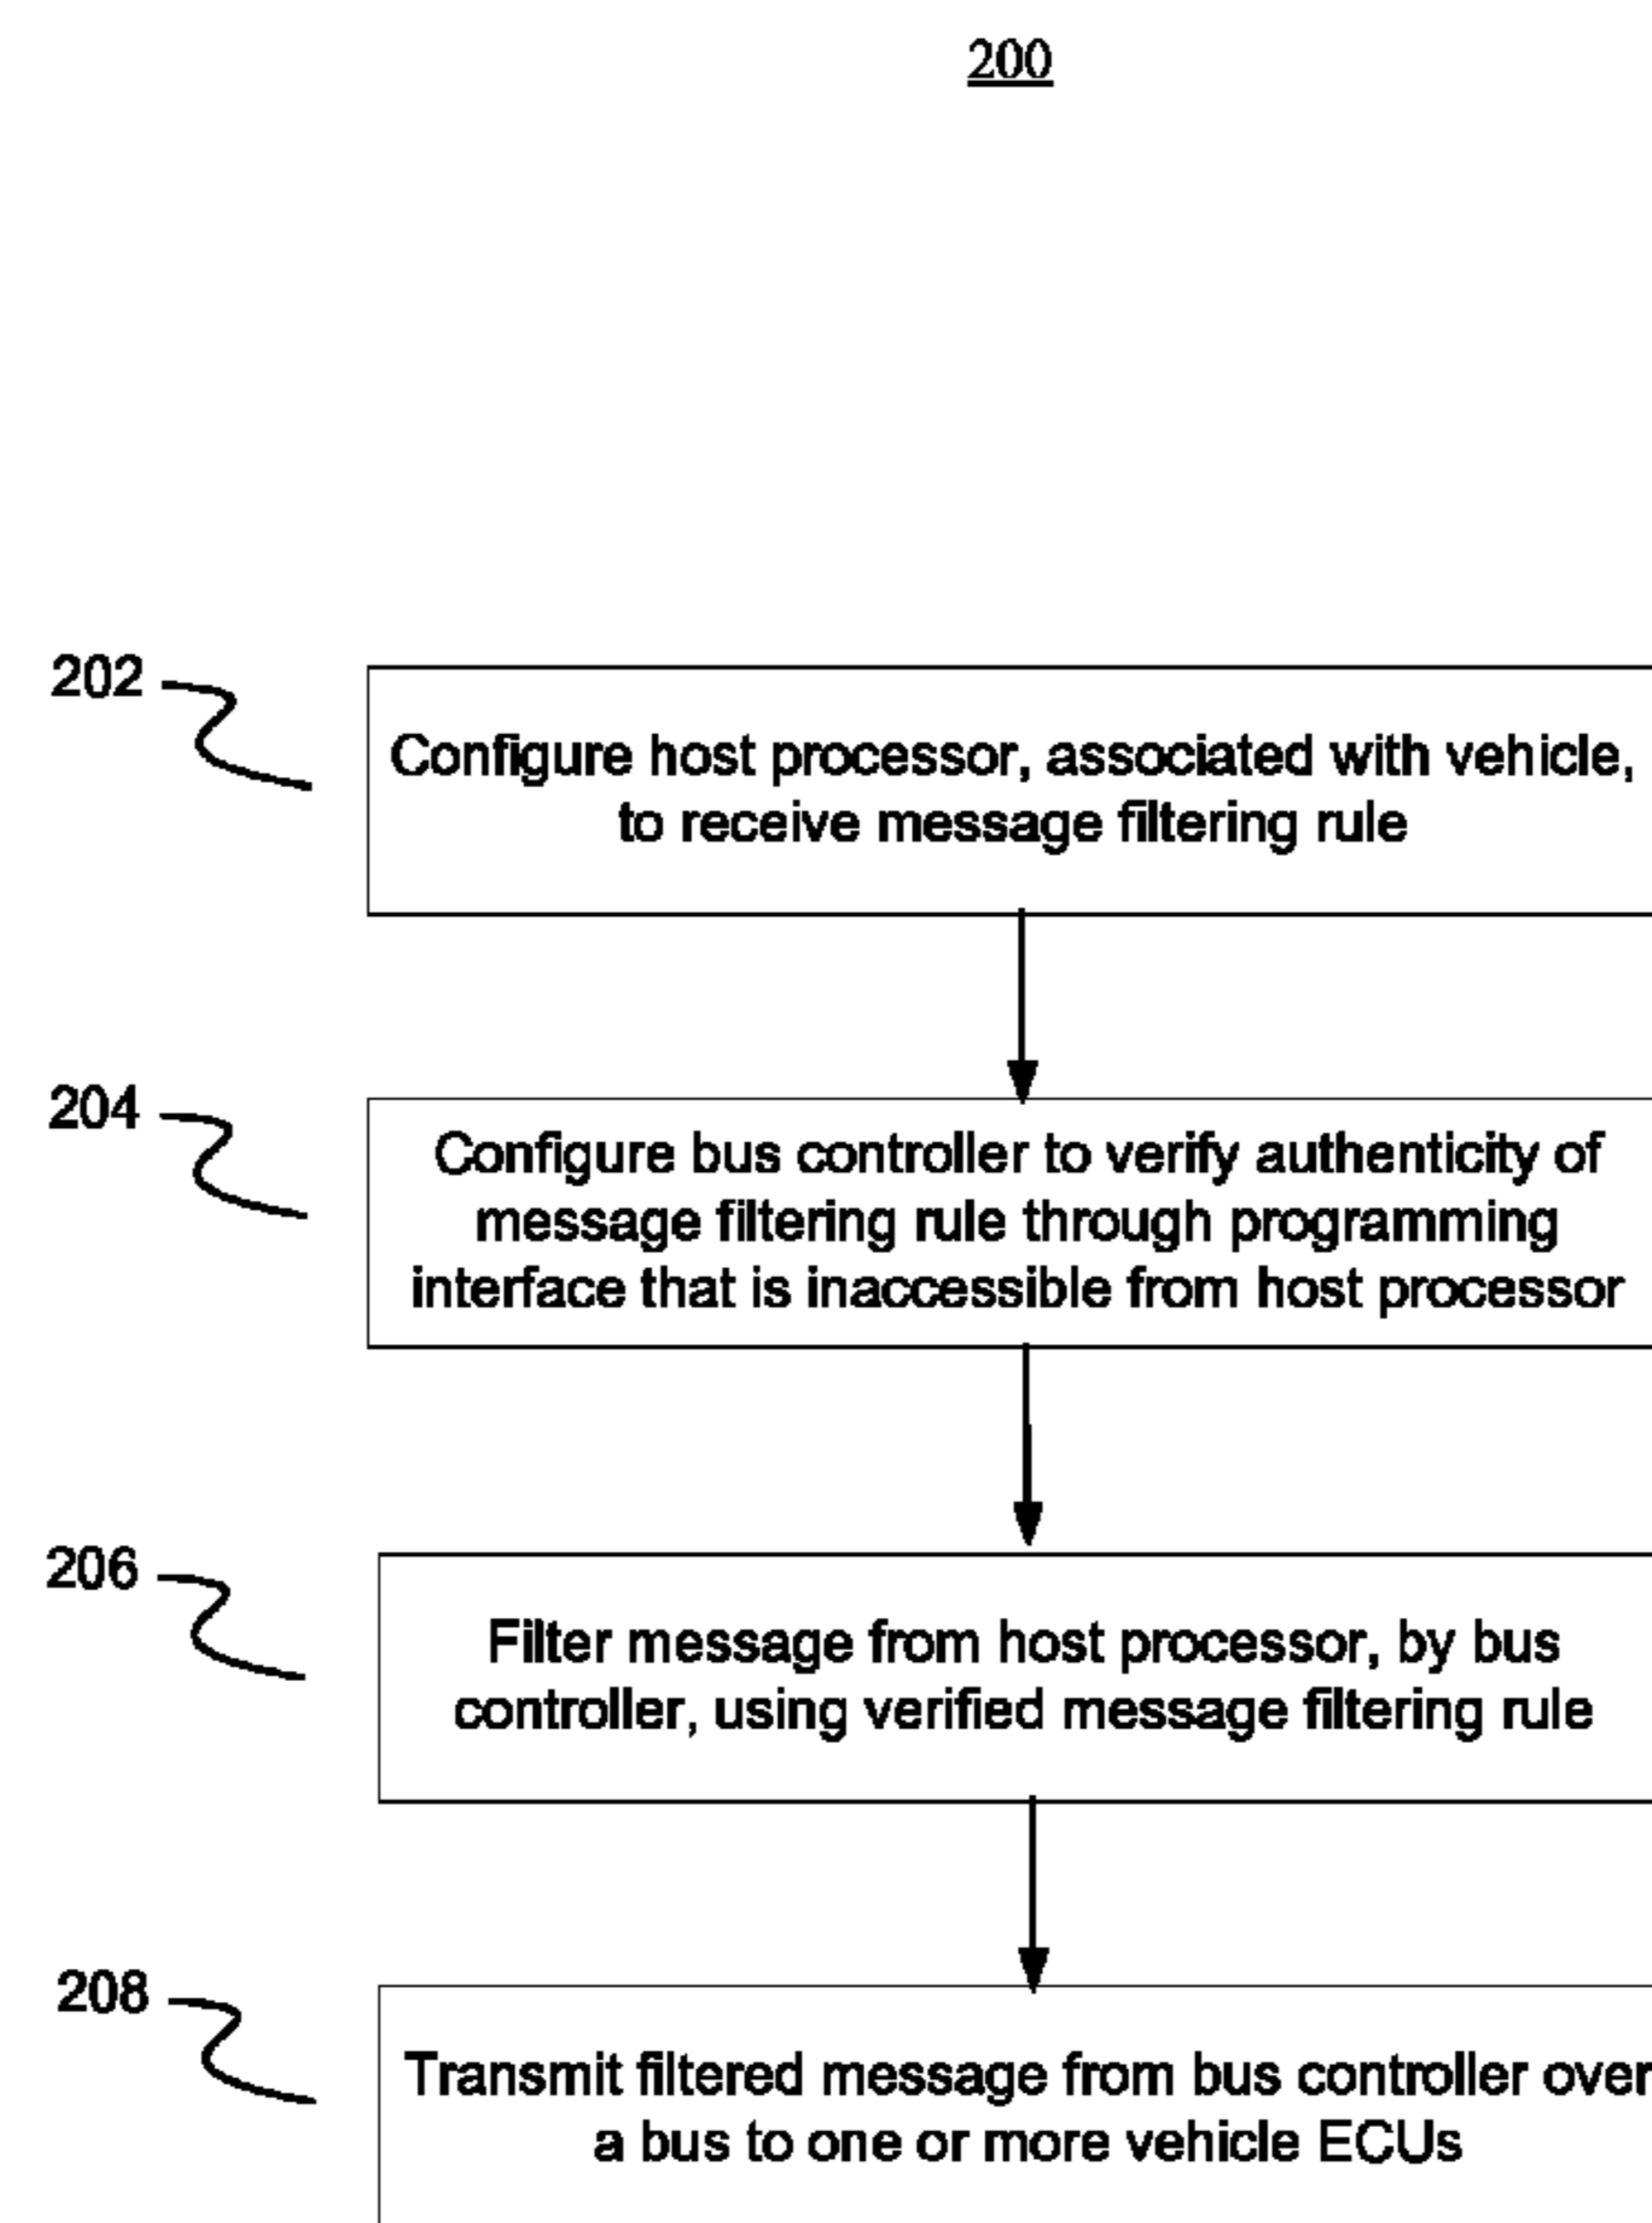 200
202
Configure host processor, associated with vehicle,
to receive message filtering rule
204
Configure bus controller to verify authenticity of
message filtering rule through programming
interface that is inaccessible from host processor
206
Filter message from host processor, by bus
controller, using verified message filtering rule
208
Transmit filtered message from bus controller over
a bus to one or more vehicle ECUs